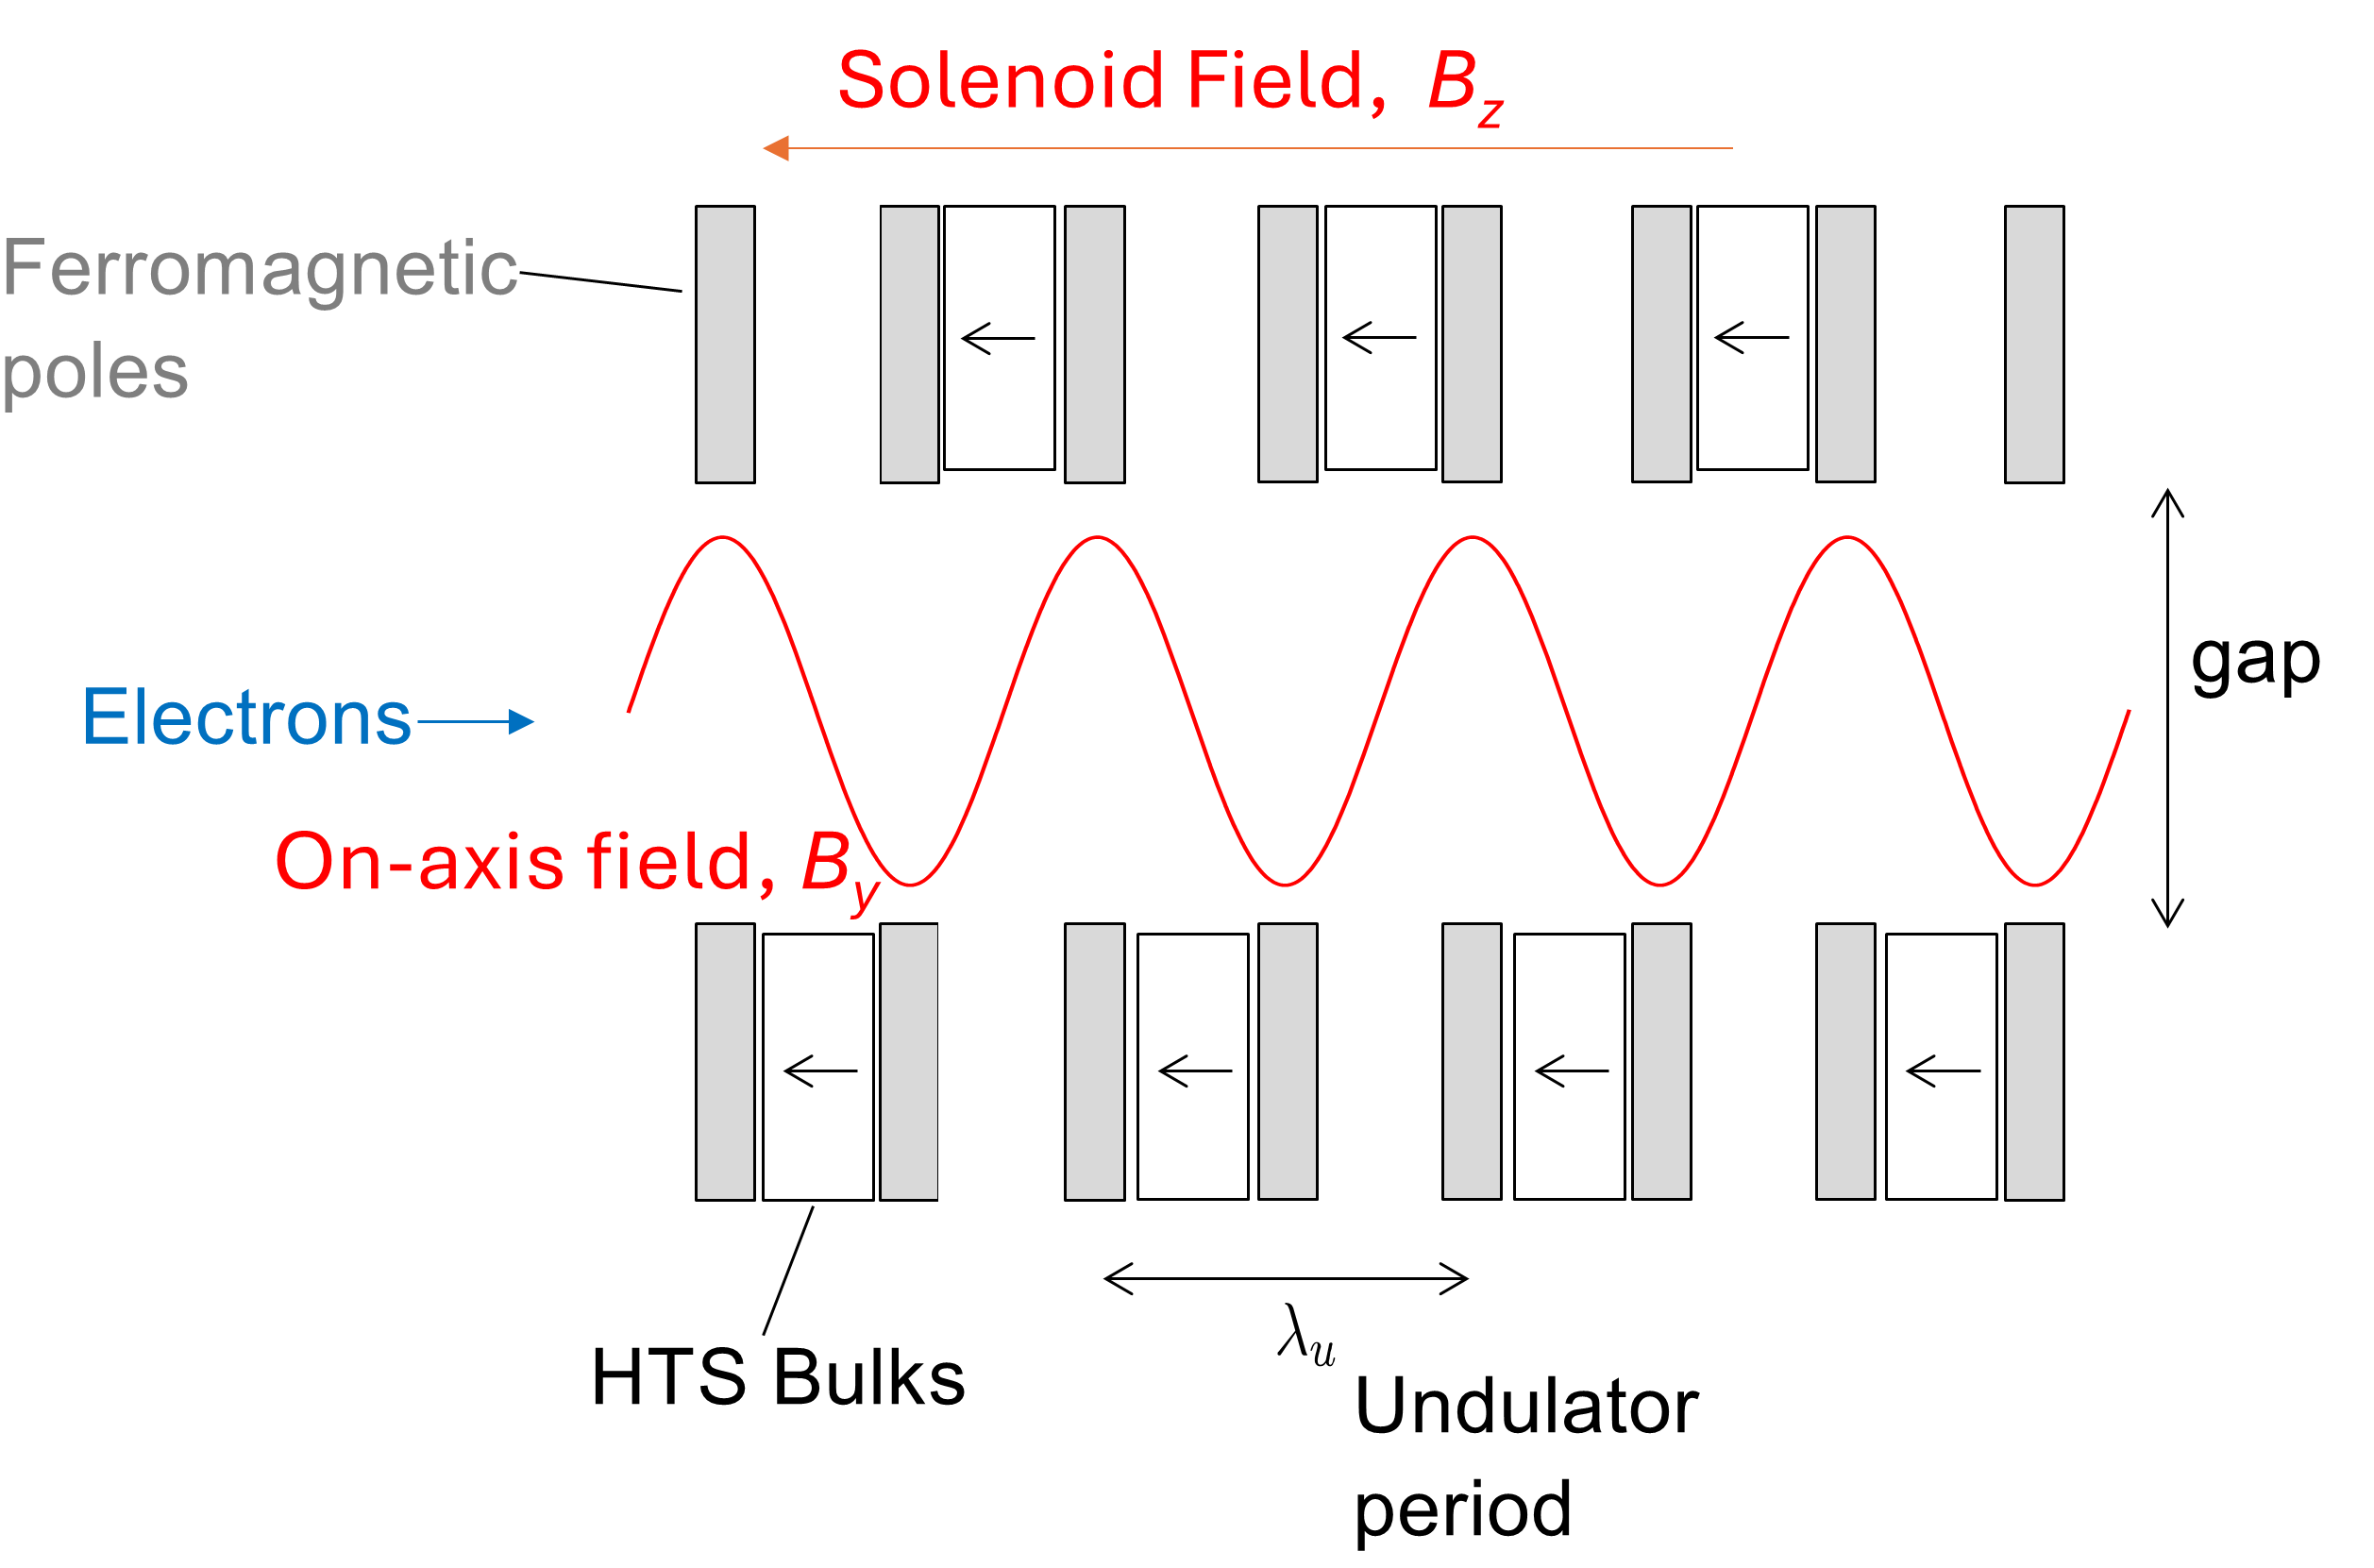 Solenoid Field, Bz
Ferromagnetic
poles
gap
Electrons
On-axis field, By
λu
HTS Bulks
Undulator
period